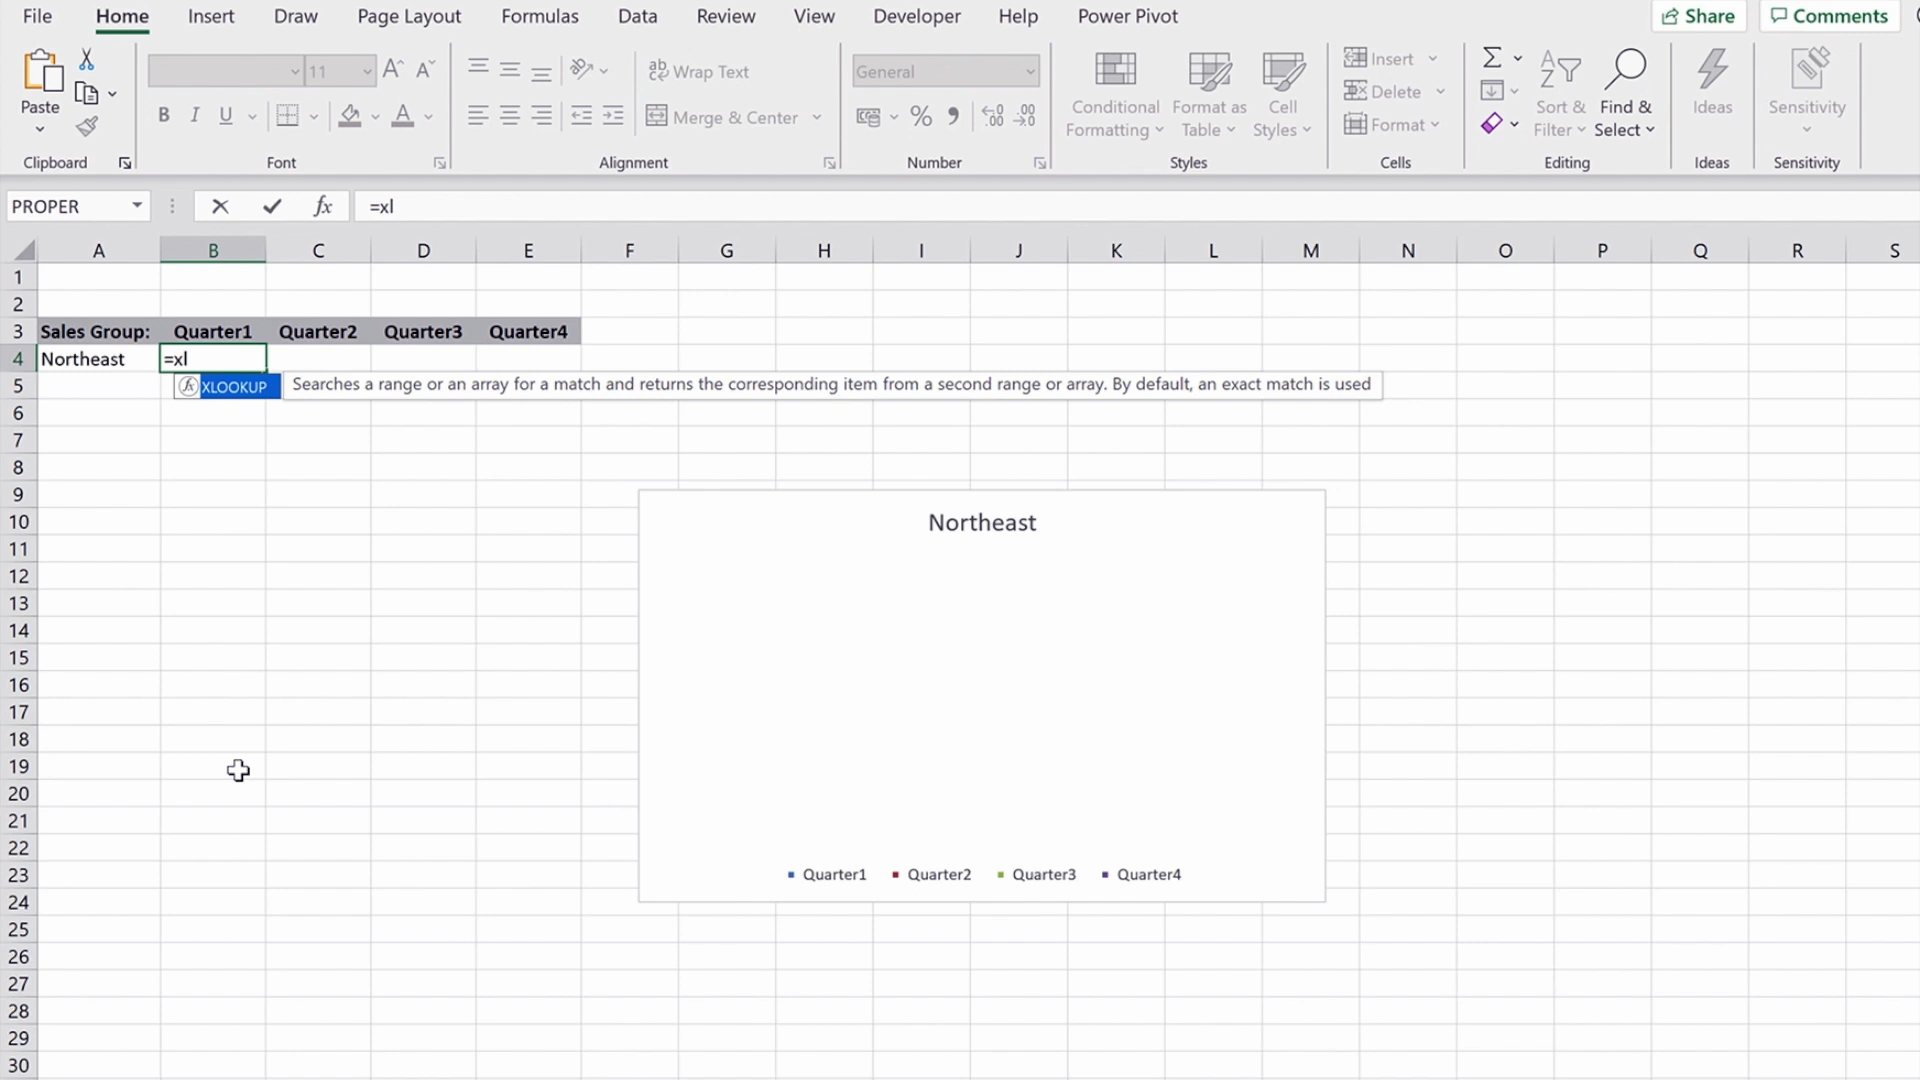 File Home Insert Draw Page Layout Formulas Data Review View Developer Help Power Pivot Share Comments
Paste
11
General
Wrap Text
Merge & Center
B I U
Conditional Formatting
Format as Table
Cell Styles
Insert
Delete
Format
Sort & Filter
Find & Select
Ideas
Sensitivity
Clipboard Font Alignment Number Styles Cells Editing Ideas Sensitivity
PROPER fx =xl
A B C D E F G H I J K L M N O P Q R S
1
2
3 Sales Group: Quarter1 Quarter2 Quarter3 Quarter4
4 Northeast =xl
5 XLOOKUP Searches a range or an array for a match and returns the corresponding item from a second range or array. By default, an exact match is used
6
7
8
9
10 Northeast
11
12
13
14
15
16
17
18
19
20
21
22
23 Quarter1 Quarter2 Quarter3 Quarter4
24
25
26
27
28
29
30